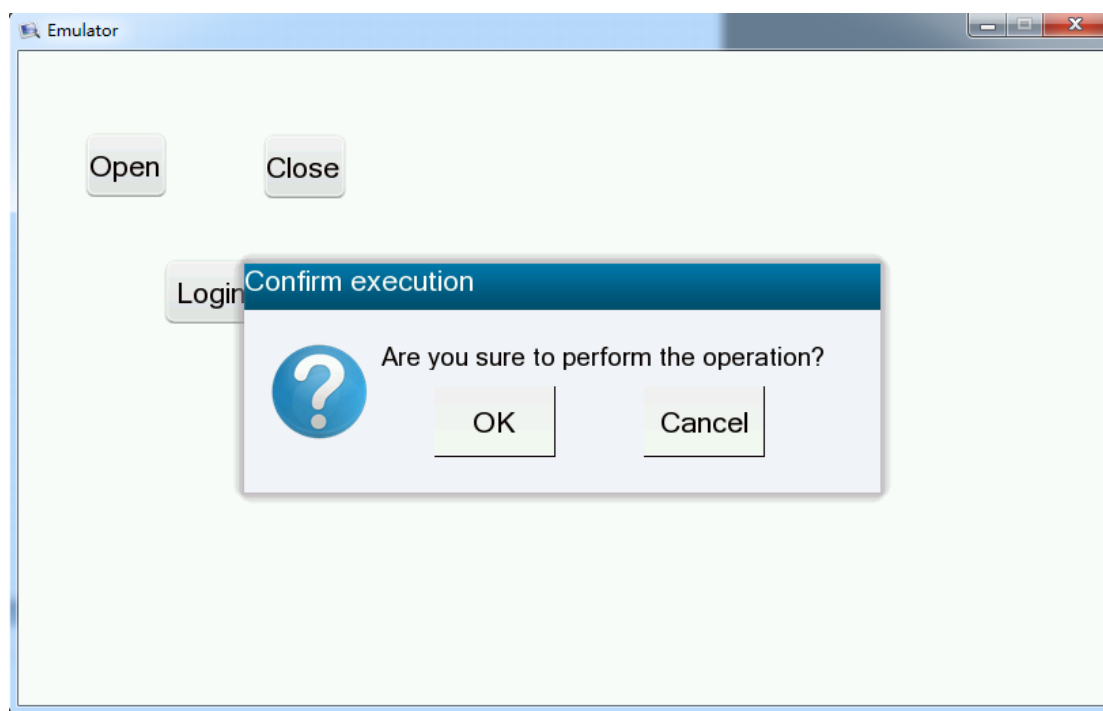 Emulator
Open
Close
Login
Confirm execution
Are you sure to perform the operation?
OK
Cancel